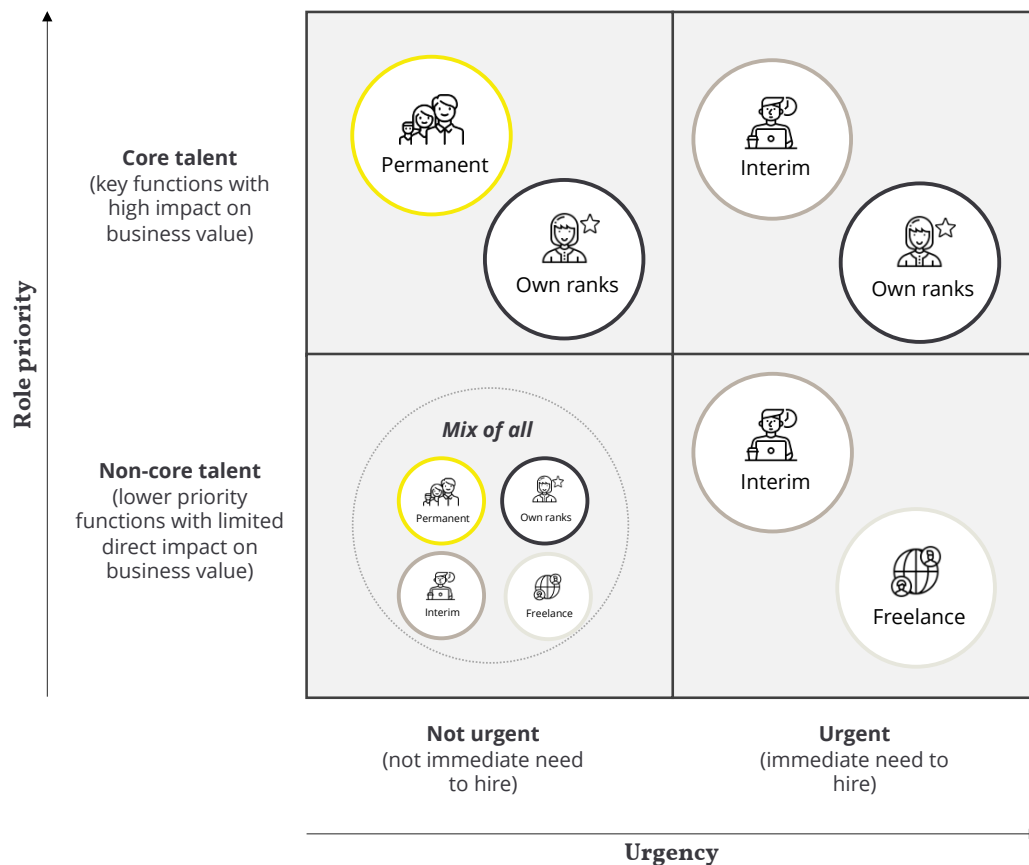 Role priority
Core talent
(key functions with
high impact on
business value)
Permanent
Own ranks
Interim
Own ranks
Non-core talent
(lower priority
functions with limited
direct impact on
business value)
Mix of all
Permanent
Own ranks
Interim
Freelance
Interim
Freelance
Not urgent
(not immediate need
to hire)
Urgent
(immediate need to
hire)
Urgency